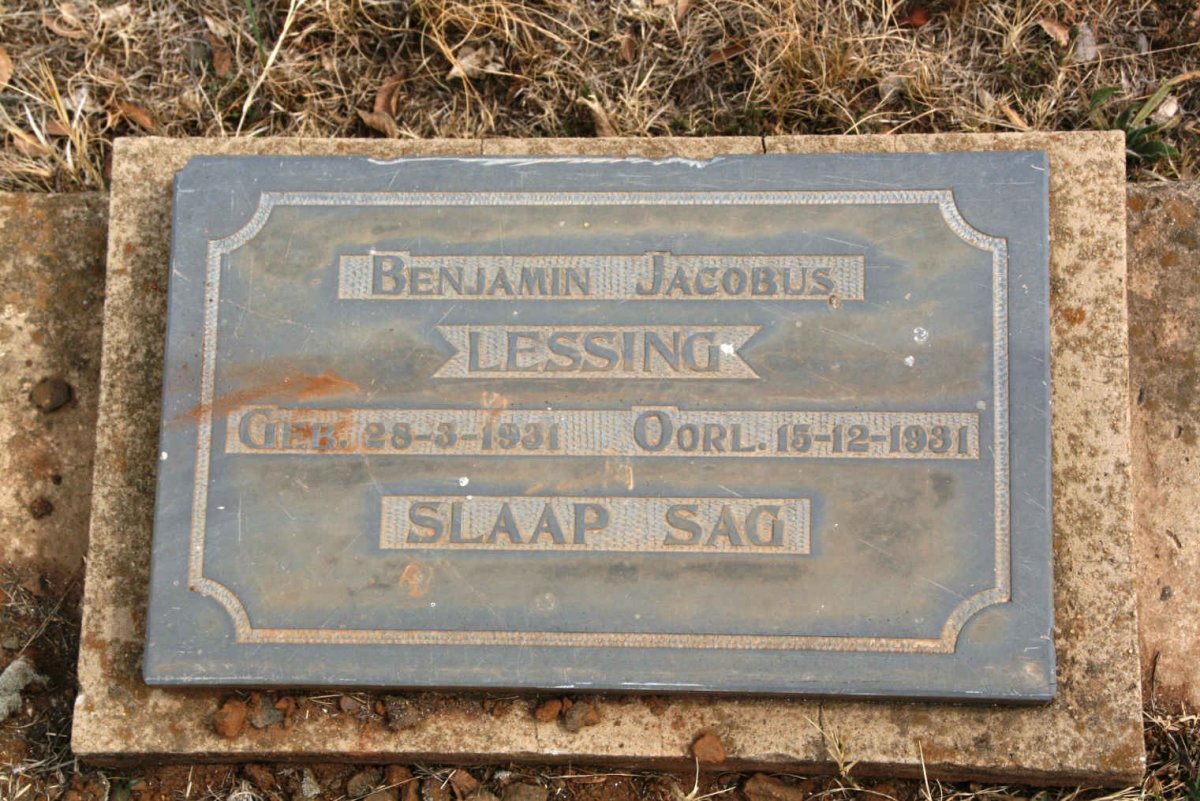 BENJAMIN JACOBUS
LESSING
GEB. 28-3-1931 OORL. 15-12-1931
SLAAP SAG